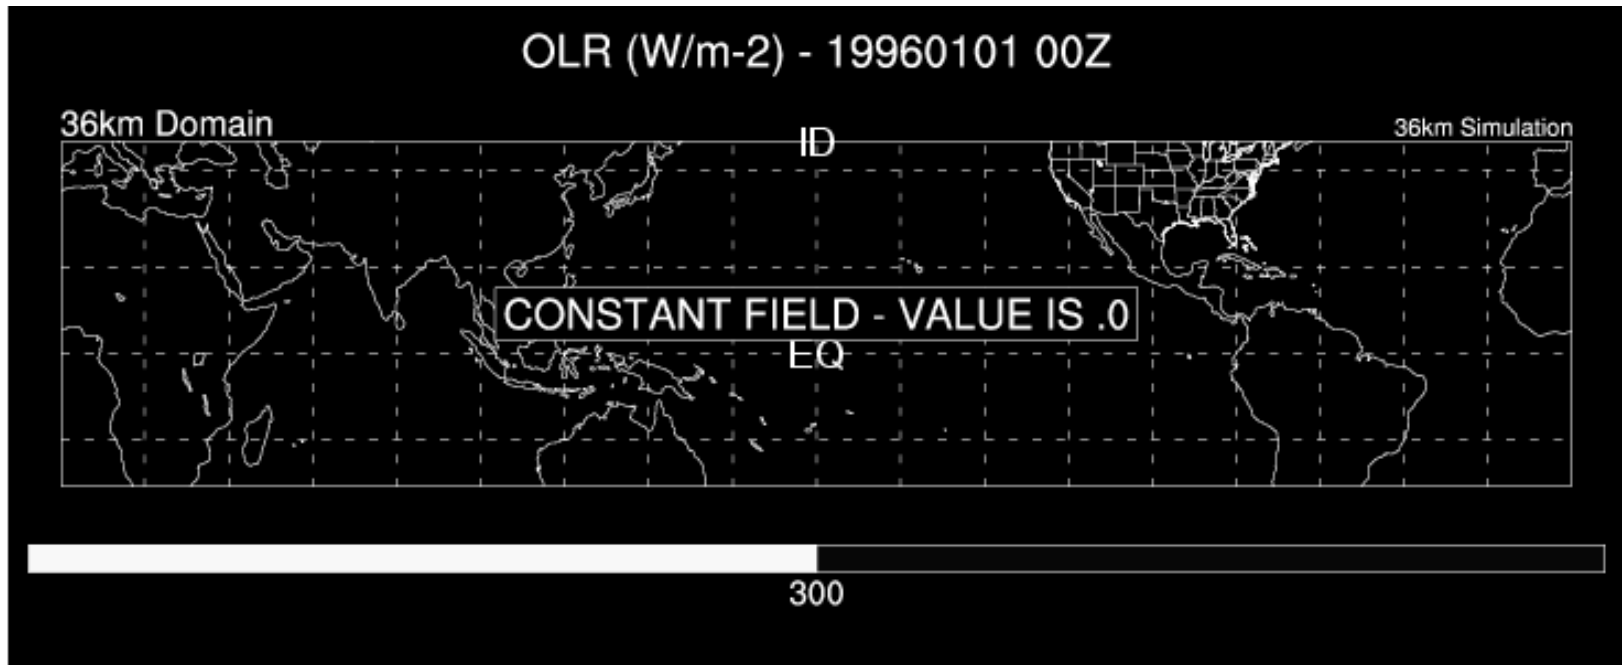 OLR (W/m-2) - 19960101 00Z
36km Domain
36km Simulation
ID
CONSTANT FIELD - VALUE IS .0
EQ
300